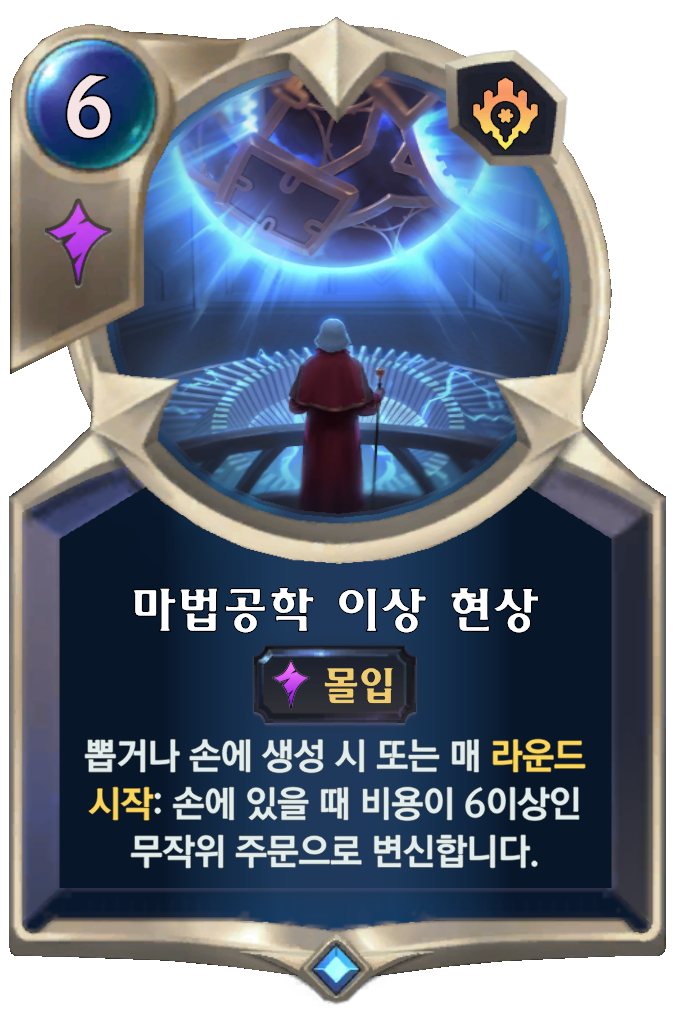 6
마법공학 이상 현상
몰입
뽑거나 손에 생성 시 또는 매 라운드
시작: 손에 있을 때 비용이 6이상인
무작위 주문으로 변신합니다.